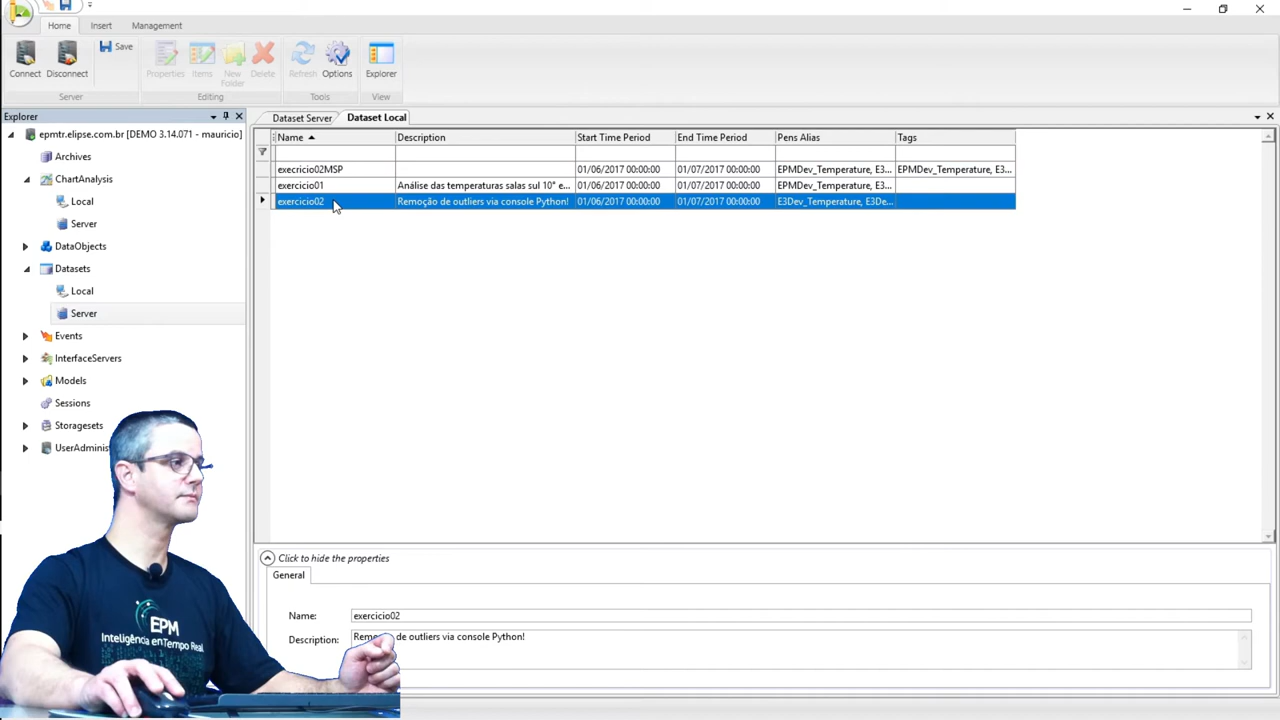 Home Insert Management
Connect Disconnect Save Properties Items New Folder Delete Refresh Options Explorer
Server Editing Tools View
Explorer
epmtr.elipse.com.br [DEMO 3.14.071 - mauricio]
Archives
ChartAnalysis
Local
Server
DataObjects
Datasets
Local
Server
Events
InterfaceServers
Models
Sessions
Storagesets
UserAdminis
Dataset Server Dataset Local
Name Description Start Time Period End Time Period Pens Alias Tags
execricio02MSP 01/06/2017 00:00:00 01/07/2017 00:00:00 EPMDev_Temperature, E3... EPMDev_Temperature, E3...
exercicio01 Análise das temperaturas salas sul 10° e... 01/06/2017 00:00:00 01/07/2017 00:00:00 EPMDev_Temperature, E3...
exercicio02 Remoção de outliers via console Python! 01/06/2017 00:00:00 01/07/2017 00:00:00 E3Dev_Temperature, E3De...
Click to hide the properties
General
Name: exercicio02
Description: Remo de outliers via console Python!
EPM
Inteligência en Tempo Real